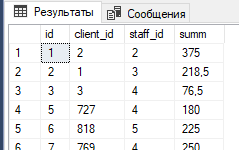 Результаты Сообщения
id client_id staff_id summ
1 1 2 2 375
2 2 1 3 218,5
3 3 3 4 76,5
4 5 727 4 180
5 6 818 5 225
6 7 769 4 250